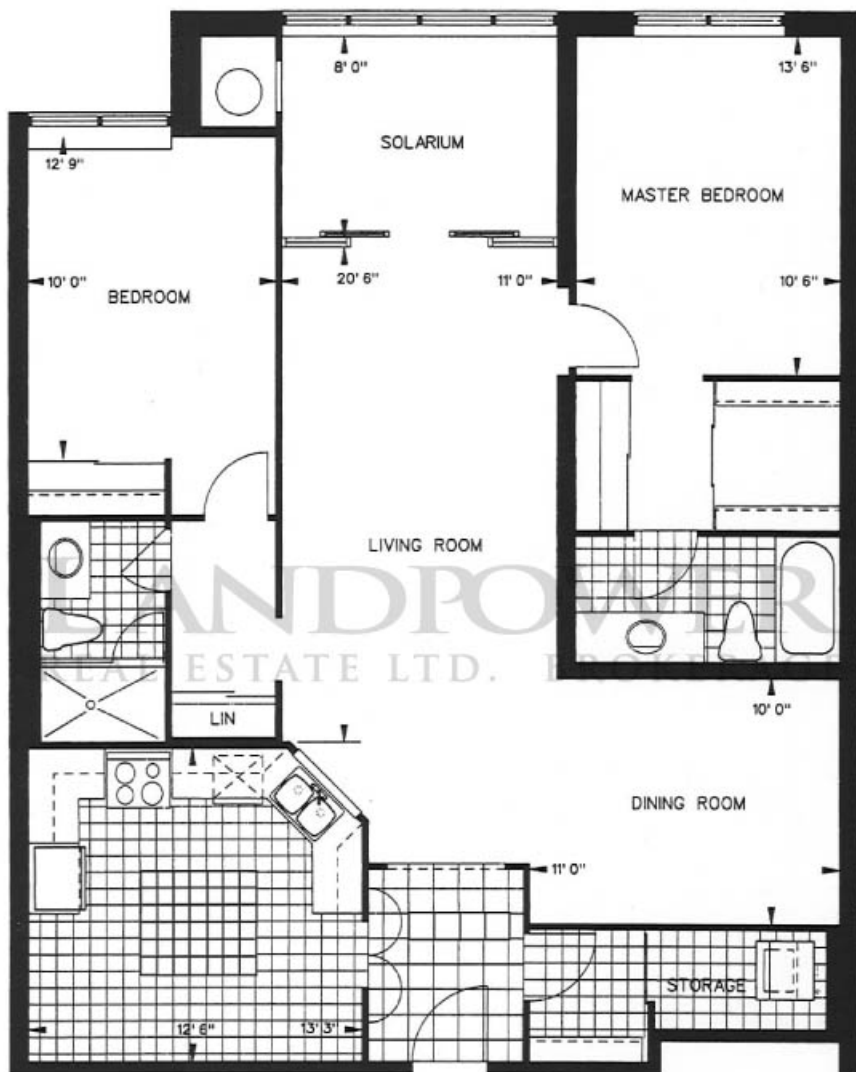 8' 0"
13' 6"
SOLARIUM
12' 9"
MASTER BEDROOM
10' 0"
20' 6"
11' 0"
10' 6"
BEDROOM
LIVING ROOM
LANDPOWER
REAL ESTATE LTD. BROKERAGE
LIN
10' 0"
DINING ROOM
11' 0"
STORAGE
12' 6"
13' 3"